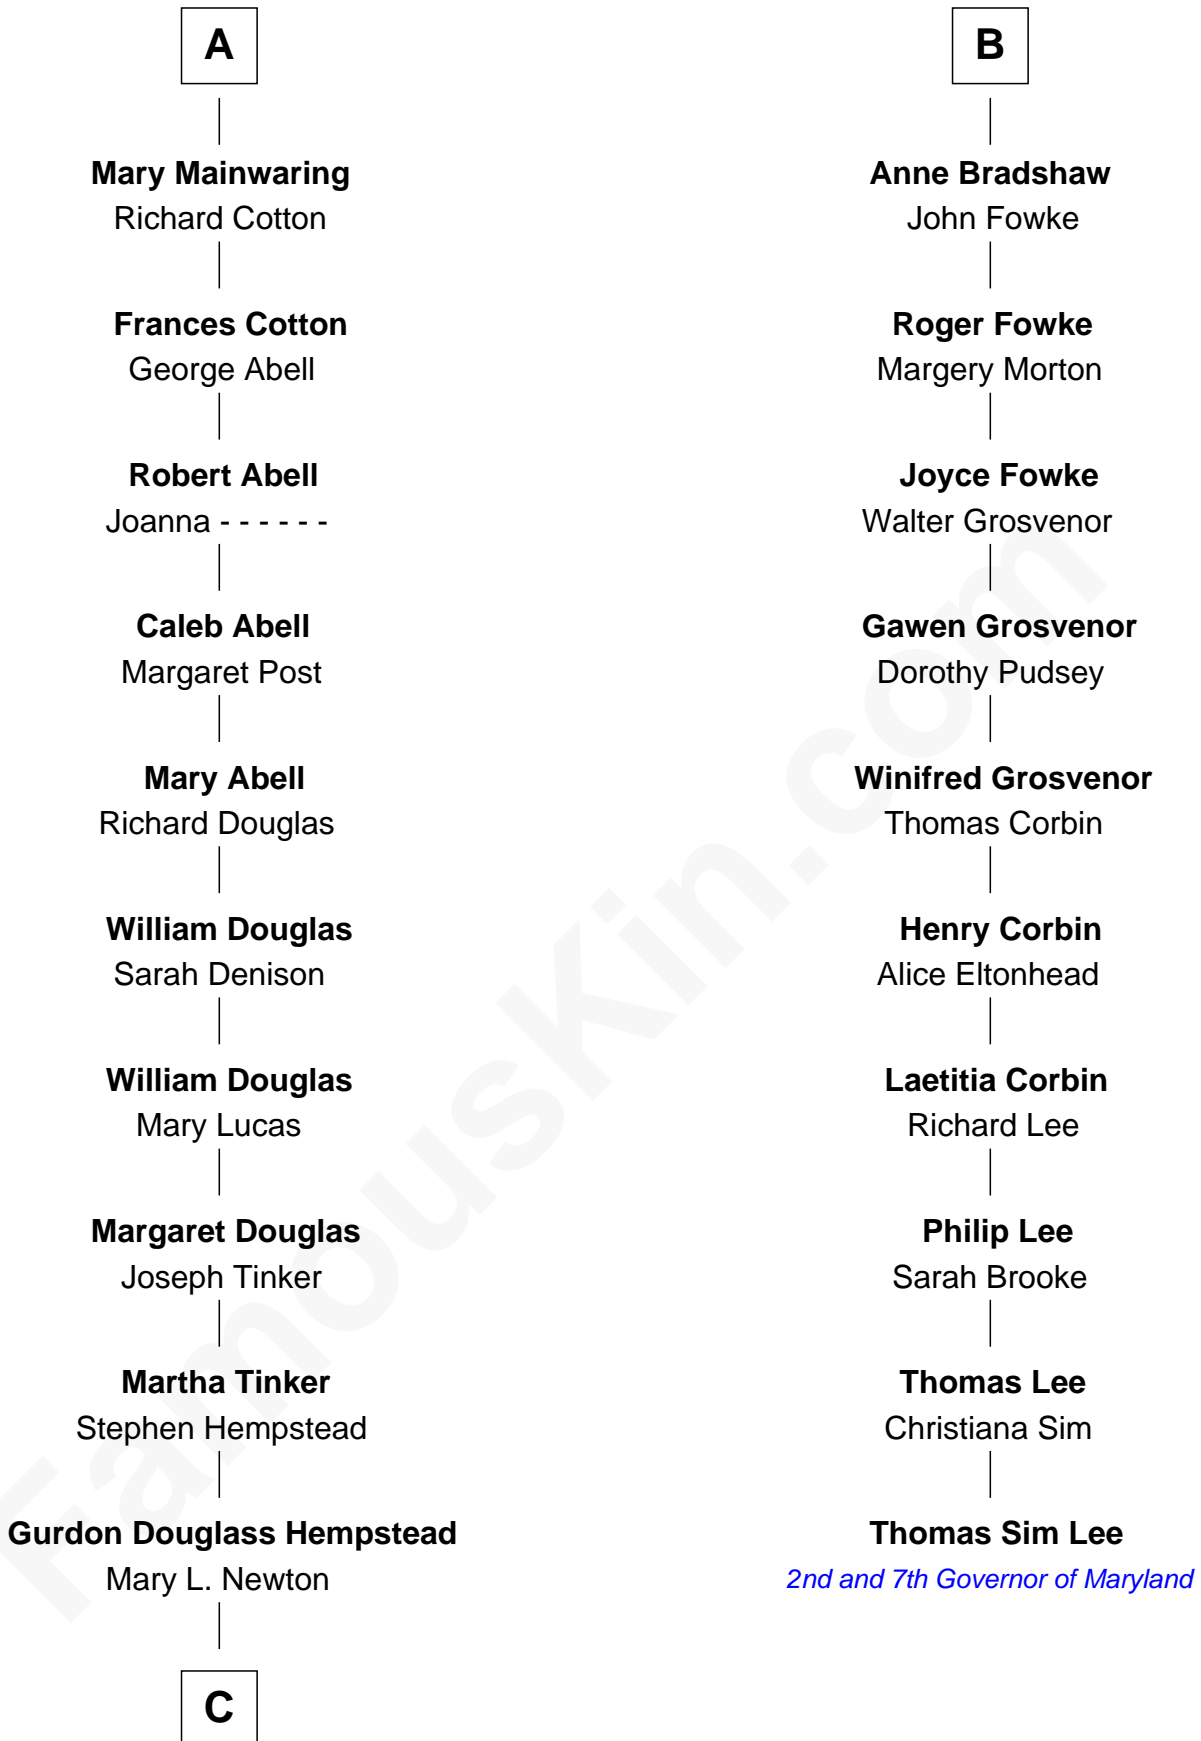 A
Mary Mainwaring
Richard Cotton
Frances Cotton
George Abell
Robert Abell
Joanna - - - - - -
Caleb Abell
Margaret Post
Mary Abell
Richard Douglas
William Douglas
Sarah Denison
William Douglas
Mary Lucas
Margaret Douglas
Joseph Tinker
Martha Tinker
Stephen Hempstead
Gurdon Douglass Hempstead
Mary L. Newton
C
B
Anne Bradshaw
John Fowke
Roger Fowke
Margery Morton
Joyce Fowke
Walter Grosvenor
Gawen Grosvenor
Dorothy Pudsey
Winifred Grosvenor
Thomas Corbin
Henry Corbin
Alice Eltonhead
Laetitia Corbin
Richard Lee
Philip Lee
Sarah Brooke
Thomas Lee
Christiana Sim
Thomas Sim Lee
2nd and 7th Governor of Maryland
FamousKin.com